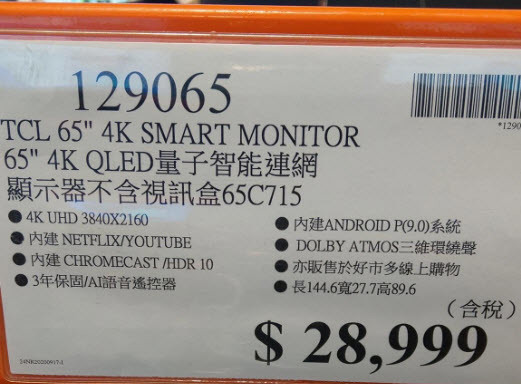 129065
*1290
TCL 65" 4K SMART MONITOR
65" 4K QLED量子智能連網
顯示器不含視訊盒65C715
● 4K UHD 3840X2160
● 內建 NETFLIX/YOUTUBE
● 內建 CHROMECAST /HDR 10
● 3年保固/AI語音遙控器
● 內建ANDROID P(9.0)系統
● DOLBY ATMOS三維環繞聲
● 亦販售於好市多線上購物
● 長144.6寬27.7高89.6
(含稅)
$ 28,999